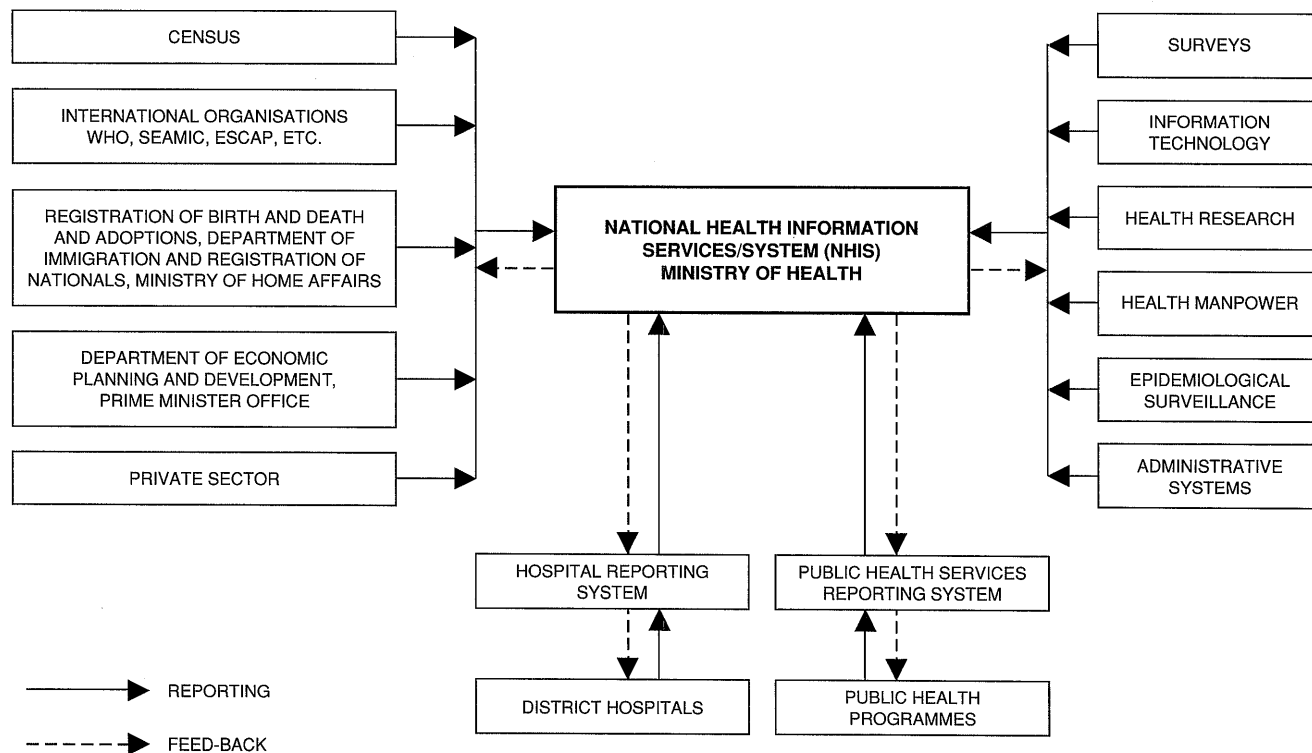 CENSUS
INTERNATIONAL ORGANISATIONS
WHO, SEAMIC, ESCAP, ETC.
REGISTRATION OF BIRTH AND DEATH
AND ADOPTIONS, DEPARTMENT OF
IMMIGRATION AND REGISTRATION OF
NATIONALS, MINISTRY OF HOME AFFAIRS
DEPARTMENT OF ECONOMIC
PLANNING AND DEVELOPMENT,
PRIME MINISTER OFFICE
PRIVATE SECTOR
NATIONAL HEALTH INFORMATION
SERVICES/SYSTEM (NHIS)
MINISTRY OF HEALTH
SURVEYS
INFORMATION
TECHNOLOGY
HEALTH RESEARCH
HEALTH MANPOWER
EPIDEMIOLOGICAL
SURVEILLANCE
ADMINISTRATIVE
SYSTEMS
HOSPITAL REPORTING
SYSTEM
PUBLIC HEALTH SERVICES
REPORTING SYSTEM
DISTRICT HOSPITALS
PUBLIC HEALTH
PROGRAMMES
REPORTING
FEED-BACK